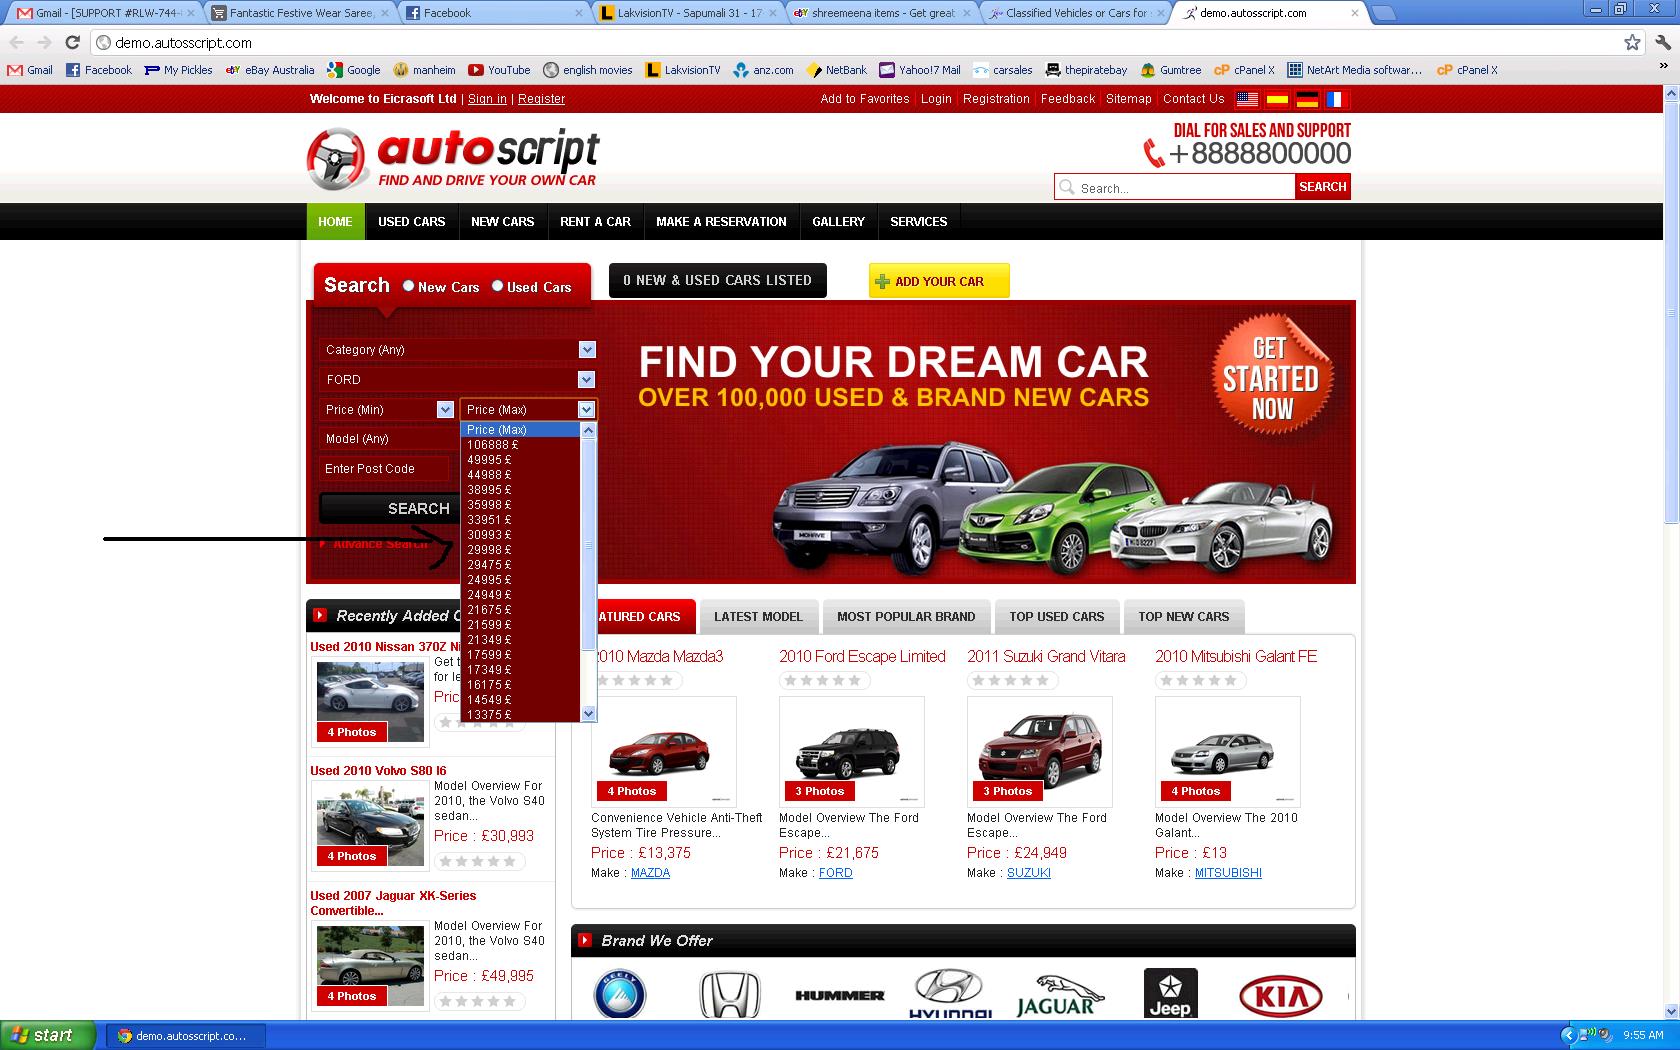 Gmail - [SUPPORT #RLW-744-
Fantastic Festive Wear Saree,
Facebook
LakvisionTV - Sapumali 31 - 17
shreemeena items - Get great
Classified Vehicles or Cars for
demo.autosscript.com
demo.autosscript.com
Gmail Facebook My Pickles eBay Australia Google manheim YouTube english movies LakvisionTV anz.com NetBank Yahoo!7 Mail carsales thepiratebay Gumtree cPanel X NetArt Media softwar... cPanel X »
Welcome to Eicrasoft Ltd | Sign in | Register
Add to Favorites Login Registration Feedback Sitemap Contact Us
autoscript
FIND AND DRIVE YOUR OWN CAR
DIAL FOR SALES AND SUPPORT
+8888800000
Search... SEARCH
HOME USED CARS NEW CARS RENT A CAR MAKE A RESERVATION GALLERY SERVICES
Search New Cars Used Cars
0 NEW & USED CARS LISTED
ADD YOUR CAR
Category (Any)
FORD
Price (Min) Price (Max)
Model (Any)
Enter Post Code
SEARCH
Advance Search
Price (Max)
106888 £
49995 £
44988 £
38995 £
35998 £
33951 £
30993 £
29998 £
29475 £
24995 £
24949 £
21675 £
21599 £
21349 £
17599 £
17349 £
16175 £
14549 £
13375 £
FIND YOUR DREAM CAR
OVER 100,000 USED & BRAND NEW CARS
GET
STARTED
NOW
MOHAVE
Recently Added C
Used 2010 Nissan 370Z Ni
Get t
for le
Pric
4 Photos
Used 2010 Volvo S80 I6
Model Overview For
2010, the Volvo S40
sedan...
Price : £30,993
4 Photos
Used 2007 Jaguar XK-Series
Convertible...
Model Overview For
2010, the Volvo S40
sedan...
Price : £49,995
4 Photos
ATURED CARS LATEST MODEL MOST POPULAR BRAND TOP USED CARS TOP NEW CARS
2010 Mazda Mazda3
4 Photos
Convenience Vehicle Anti-Theft
System Tire Pressure...
Price : £13,375
Make : MAZDA
2010 Ford Escape Limited
3 Photos
Model Overview The Ford
Escape...
Price : £21,675
Make : FORD
2011 Suzuki Grand Vitara
3 Photos
Model Overview The Ford
Escape...
Price : £24,949
Make : SUZUKI
2010 Mitsubishi Galant FE
4 Photos
Model Overview The 2010
Galant...
Price : £13
Make : MITSUBISHI
Brand We Offer
GEELY
HUMMER
HYUNDAI
JAGUAR
Jeep
KIA
start
demo.autosscript.co...
9:55 AM